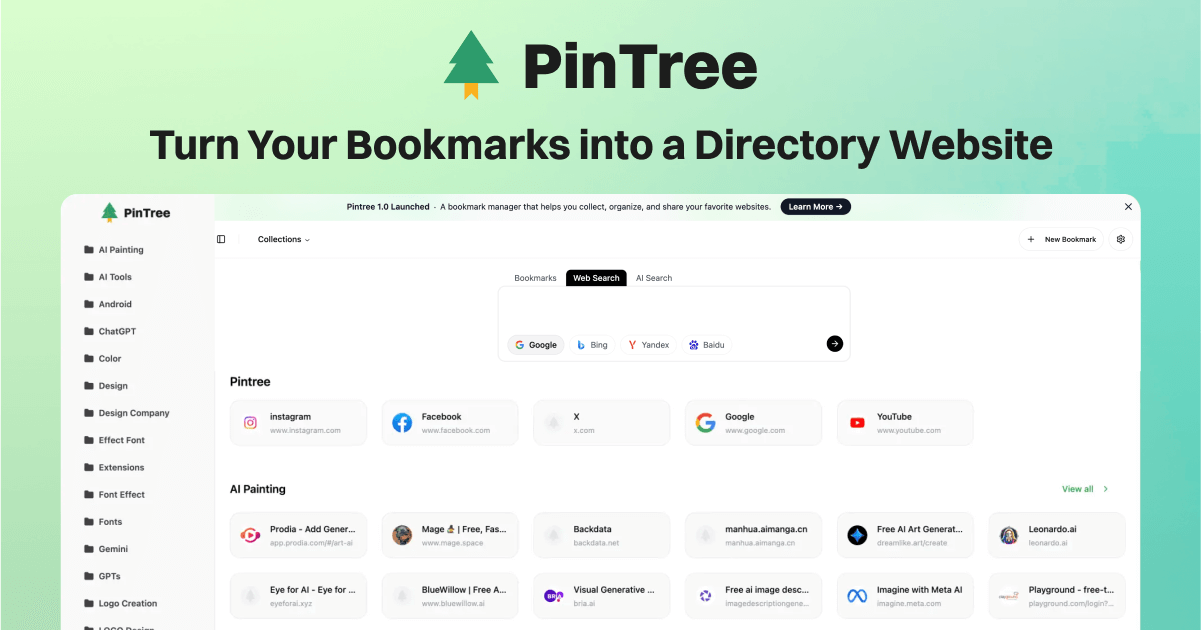 PinTree
Turn Your Bookmarks into a Directory Website
PinTree
Pintree 1.0 Launched · A bookmark manager that helps you collect, organize, and share your favorite websites. Learn More →
Collections
New Bookmark
AI Painting
AI Tools
Android
ChatGPT
Color
Design
Design Company
Effect Font
Extensions
Font Effect
Fonts
Gemini
GPTs
Logo Creation
LOGO Design
Bookmarks Web Search AI Search
Google Bing Yandex Baidu
Pintree
instagram
www.instagram.com
Facebook
www.facebook.com
X
x.com
Google
www.google.com
YouTube
www.youtube.com
AI Painting
View all
Prodia - Add Gener...
app.prodia.com/#/art-ai
Mage 🧙 | Free, Fas...
www.mage.space
Backdata
backdata.net
manhua.aimanga.cn
manhua.aimanga.cn
Free AI Art Generat...
dreamlike.art/create
Leonardo.ai
leonardo.ai
Eye for AI - Eye for ...
eyeforai.xyz
BlueWillow | Free A...
www.bluewillow.ai
BRIA
Visual Generative ...
bria.ai
Free ai image desc...
imagedescriptiongene...
Imagine with Meta AI
imagine.meta.com
Playground - free-t...
playground.com/login?...